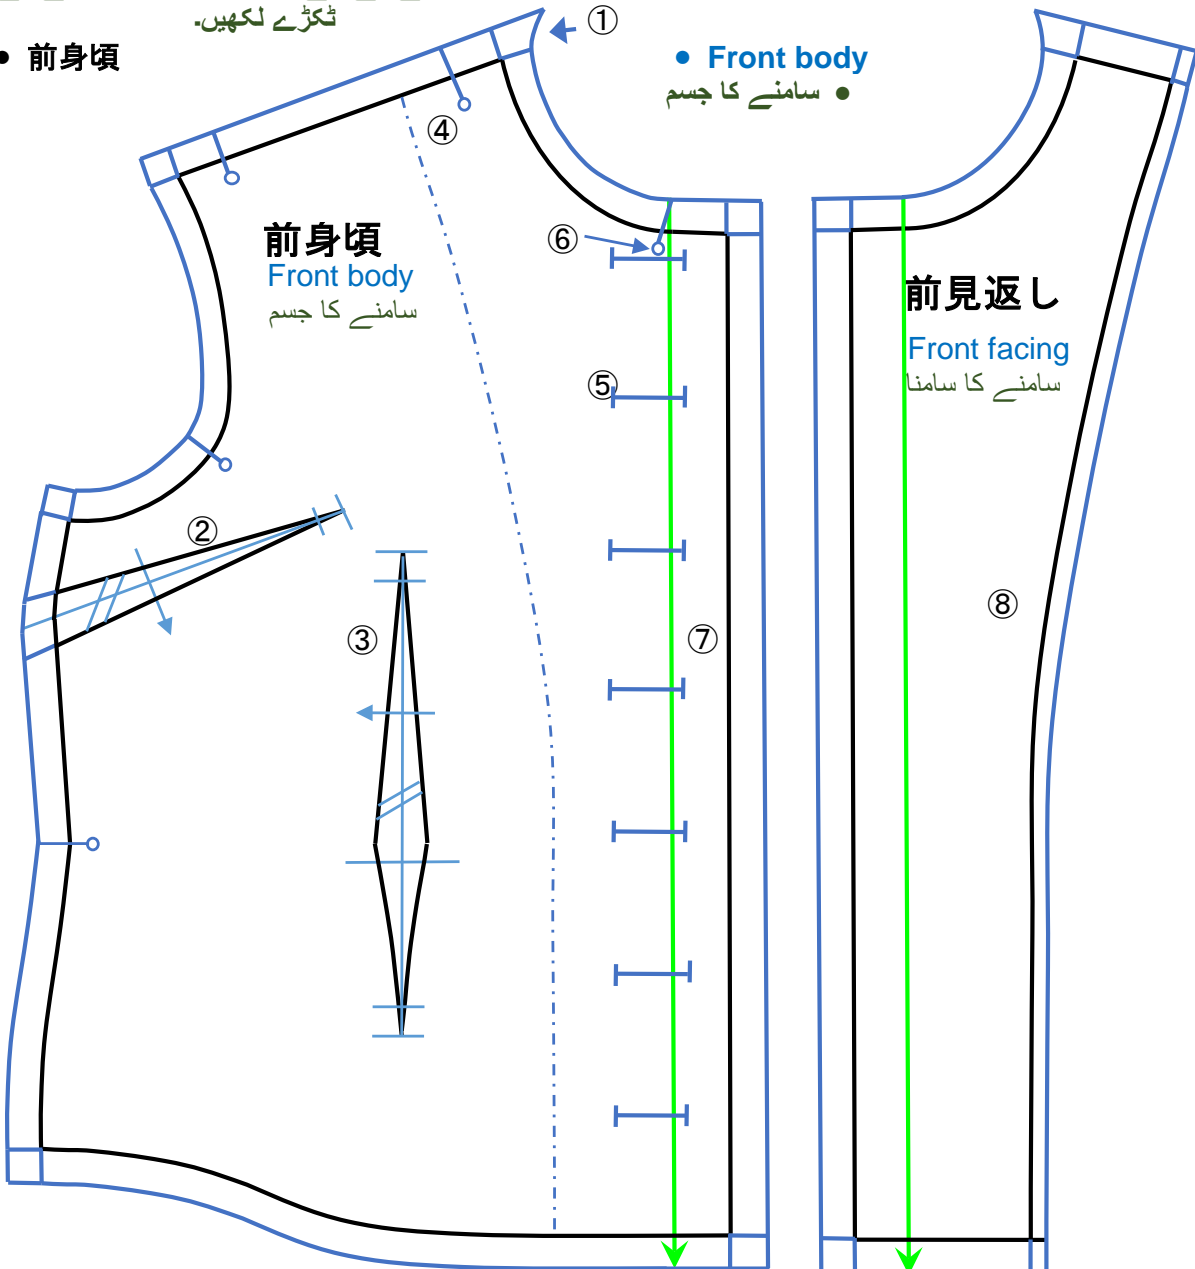 ٹکڑے لکھیں۔
• 前身頃
• Front body
• سامنے کا جسم
①
④
⑥
前身頃
Front body
سامنے کا جسم
前見返し
Front facing
سامنے کا سامنا
⑤
②
③
⑦
⑧